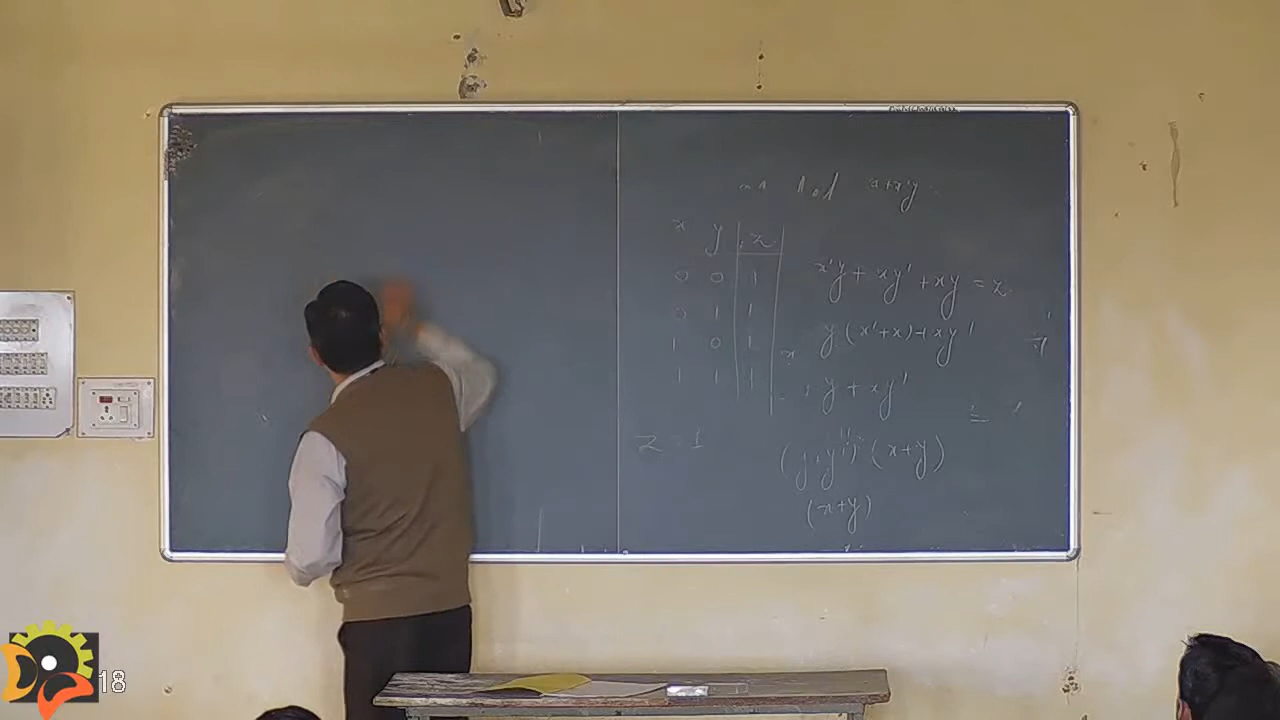 x+x'y
x y z
0 0 1
0 1 1
1 0 1
1 1 1
z = 1
x'y + xy' + xy = z
y (x'+x) + xy'
y + xy'
(y+y') (x+y)
(x+y)
18